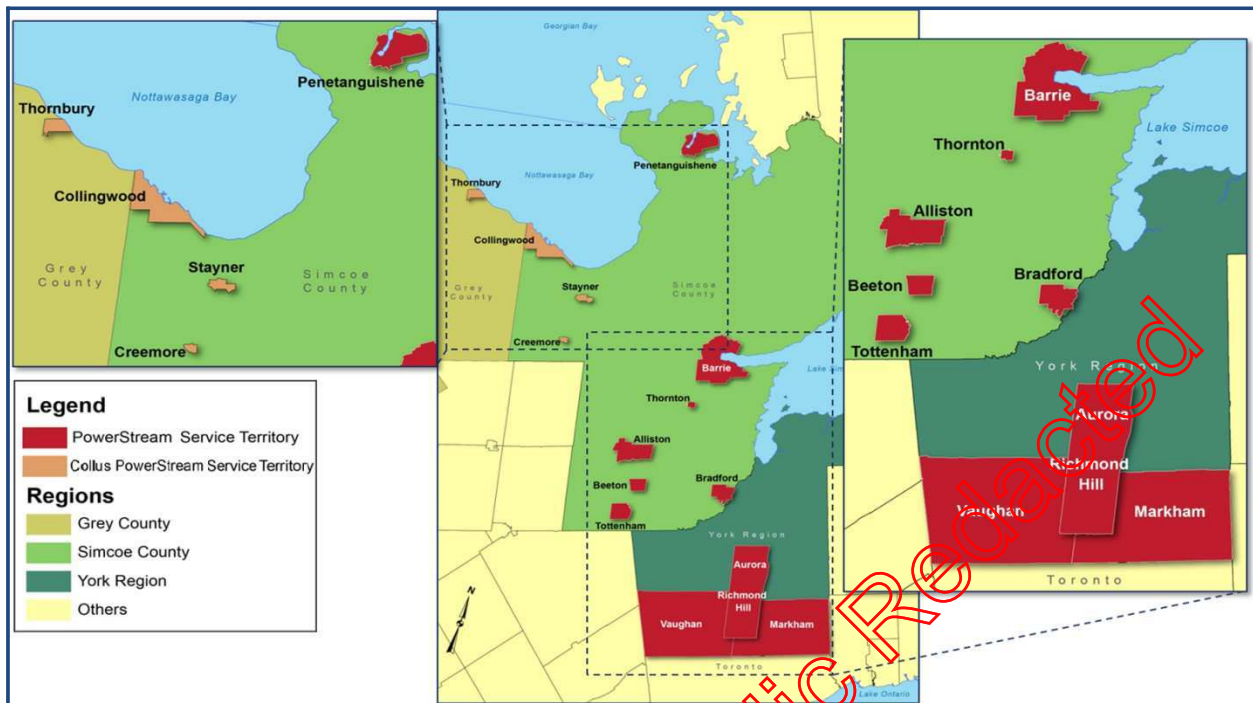 Penetanguishene
Nottawasaga Bay
Thornbury
Collingwood
Stayner
Grey
County
Simcoe
County
Creemore
Legend
PowerStream Service Territory
Collus PowerStream Service Territory
Regions
Grey County
Simcoe County
York Region
Others
Georgian Bay
Penetanguishene
Nottawasaga Bay
Thornbury
Collingwood
Stayner
Simcoe
County
Grey
County
Creemore
Barrie
Lake Sim
Thornton
Alliston
Beeton
Bradford
Tottenham
York Region
Aurora
Richmond
Hill
Vaughan
Markham
Toronto
Lake Ontario
Barrie
Lake Simcoe
Thornton
Alliston
Beeton
Bradford
Tottenham
York Region
Aurora
Richmond
Hill
Vaughan
Markham
Toronto
Redacted